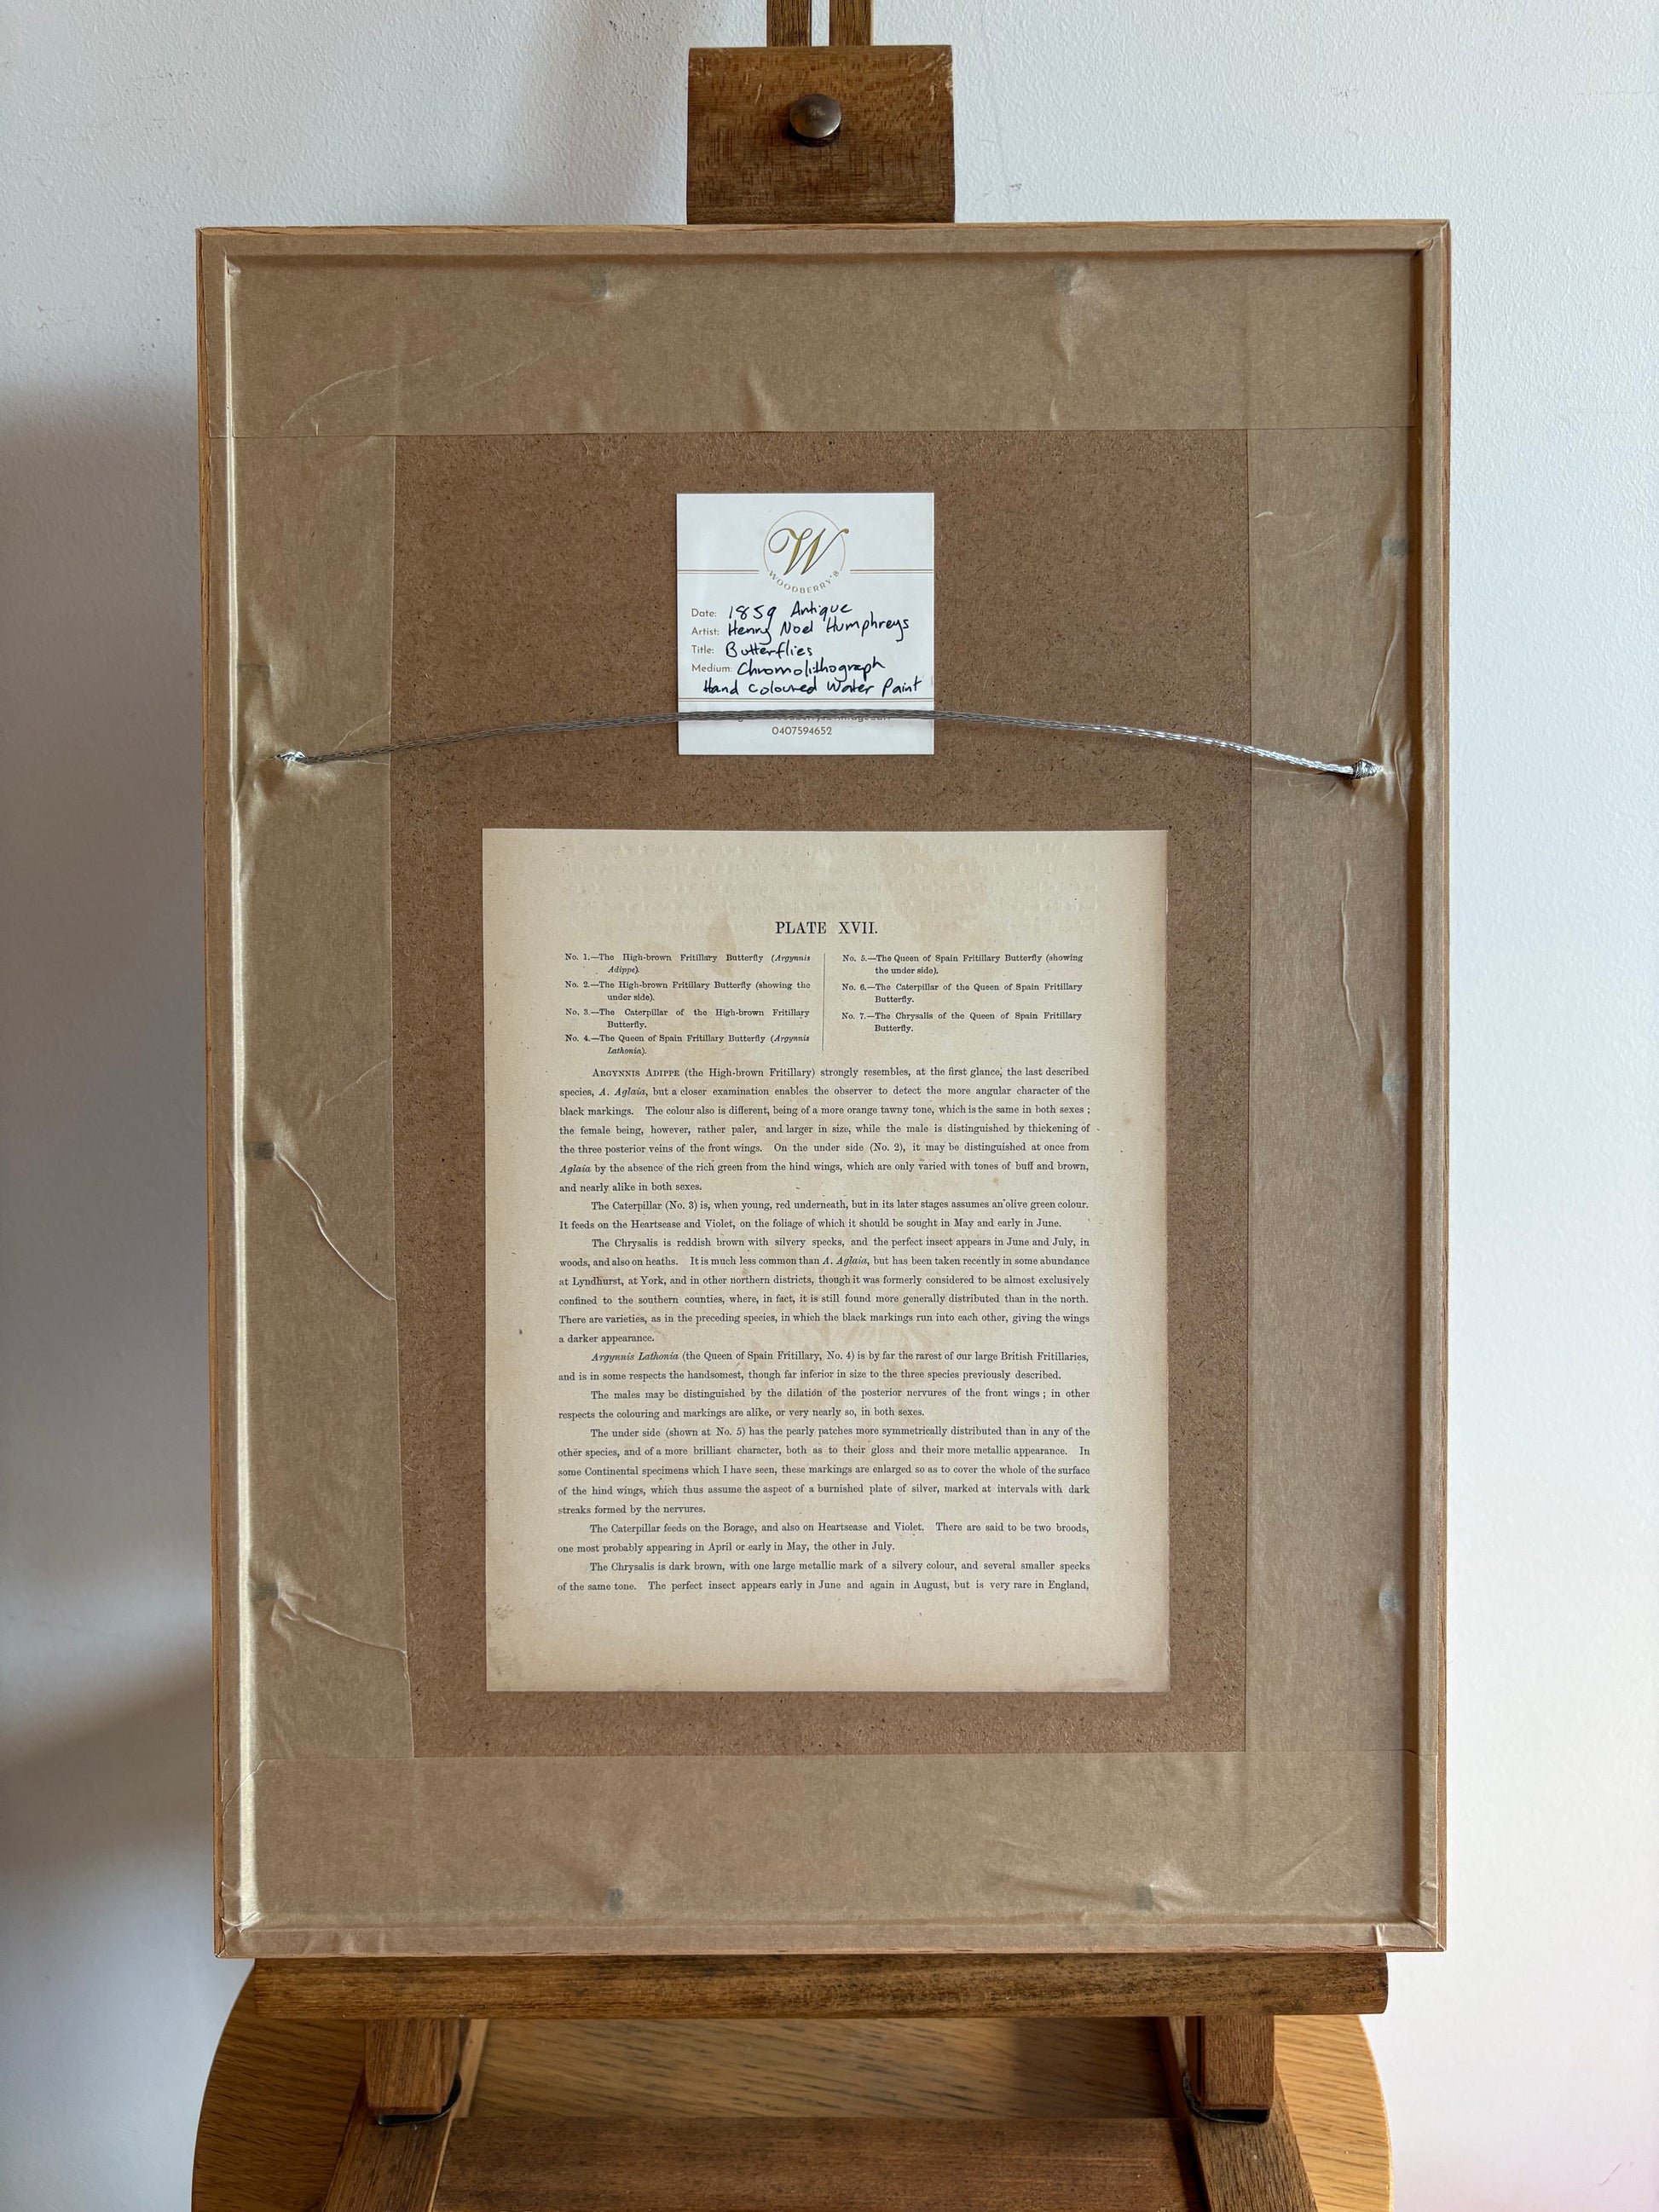 W
WOODBERRY'S
Date: 1859 Antique
Artist: Henry Noel Humphreys
Title: Butterflies
Medium: Chromolithograph
Hand Coloured Water Paint
0407594652
PLATE XVII.
No. 1.—The High-brown Fritillary Butterfly (Argynnis
Adippe).
No. 2.—The High-brown Fritillary Butterfly (showing the
under side).
No. 3.—The Caterpillar of the High-brown Fritillary
Butterfly.
No. 4.—The Queen of Spain Fritillary Butterfly (Argynnis
Lathonia).
No. 5.—The Queen of Spain Fritillary Butterfly (showing
the under side).
No. 6.—The Caterpillar of the Queen of Spain Fritillary
Butterfly.
No. 7.—The Chrysalis of the Queen of Spain Fritillary
Butterfly.
ARGYNNIS ADIPPE (the High-brown Fritillary) strongly resembles, at the first glance, the last described
species, A. Aglaia, but a closer examination enables the observer to detect the more angular character of the
black markings. The colour also is different, being of a more orange tawny tone, which is the same in both sexes ;
the female being, however, rather paler, and larger in size, while the male is distinguished by thickening of
the three posterior veins of the front wings. On the under side (No. 2), it may be distinguished at once from
Aglaia by the absence of the rich green from the hind wings, which are only varied with tones of buff and brown,
and nearly alike in both sexes.
The Caterpillar (No. 3) is, when young, red underneath, but in its later stages assumes an olive green colour.
It feeds on the Heartsease and Violet, on the foliage of which it should be sought in May and early in June.
The Chrysalis is reddish brown with silvery specks, and the perfect insect appears in June and July, in
woods, and also on heaths. It is much less common than A. Aglaia, but has been taken recently in some abundance
at Lyndhurst, at York, and in other northern districts, though it was formerly considered to be almost exclusively
confined to the southern counties, where, in fact, it is still found more generally distributed than in the north.
There are varieties, as in the preceding species, in which the black markings run into each other, giving the wings
a darker appearance.
Argynnis Lathonia (the Queen of Spain Fritillary, No. 4) is by far the rarest of our large British Fritillaries,
and is in some respects the handsomest, though far inferior in size to the three species previously described.
The males may be distinguished by the dilation of the posterior nervures of the front wings ; in other
respects the colouring and markings are alike, or very nearly so, in both sexes.
The under side (shown at No. 5) has the pearly patches more symmetrically distributed than in any of the
other species, and of a more brilliant character, both as to their gloss and their more metallic appearance. In
some Continental specimens which I have seen, these markings are enlarged so as to cover the whole of the surface
of the hind wings, which thus assume the aspect of a burnished plate of silver, marked at intervals with dark
streaks formed by the nervures.
The Caterpillar feeds on the Borage, and also on Heartsease and Violet. There are said to be two broods,
one most probably appearing in April or early in May, the other in July.
The Chrysalis is dark brown, with one large metallic mark of a silvery colour, and several smaller specks
of the same tone. The perfect insect appears early in June and again in August, but is very rare in England,